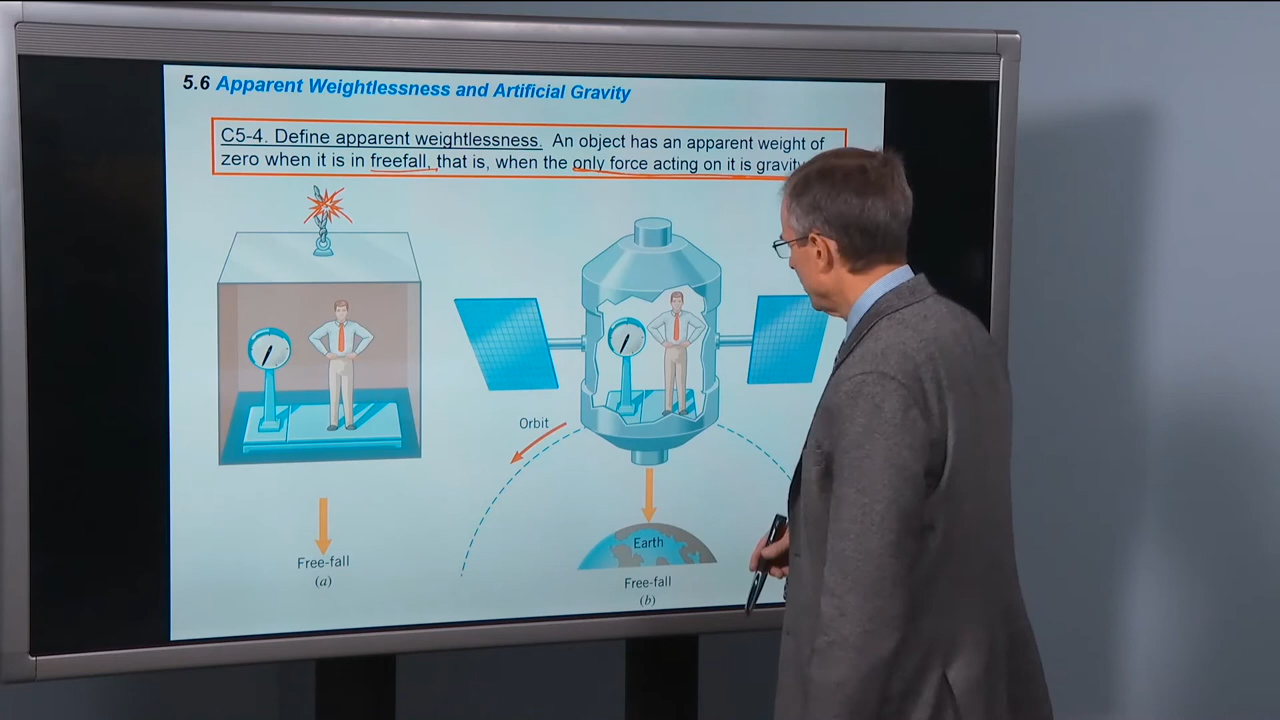 5.6 Apparent Weightlessness and Artificial Gravity
C5-4. Define apparent weightlessness. An object has an apparent weight of
zero when it is in freefall, that is, when the only force acting on it is gravity
Orbit
Earth
Free-fall
(a)
Free-fall
(b)